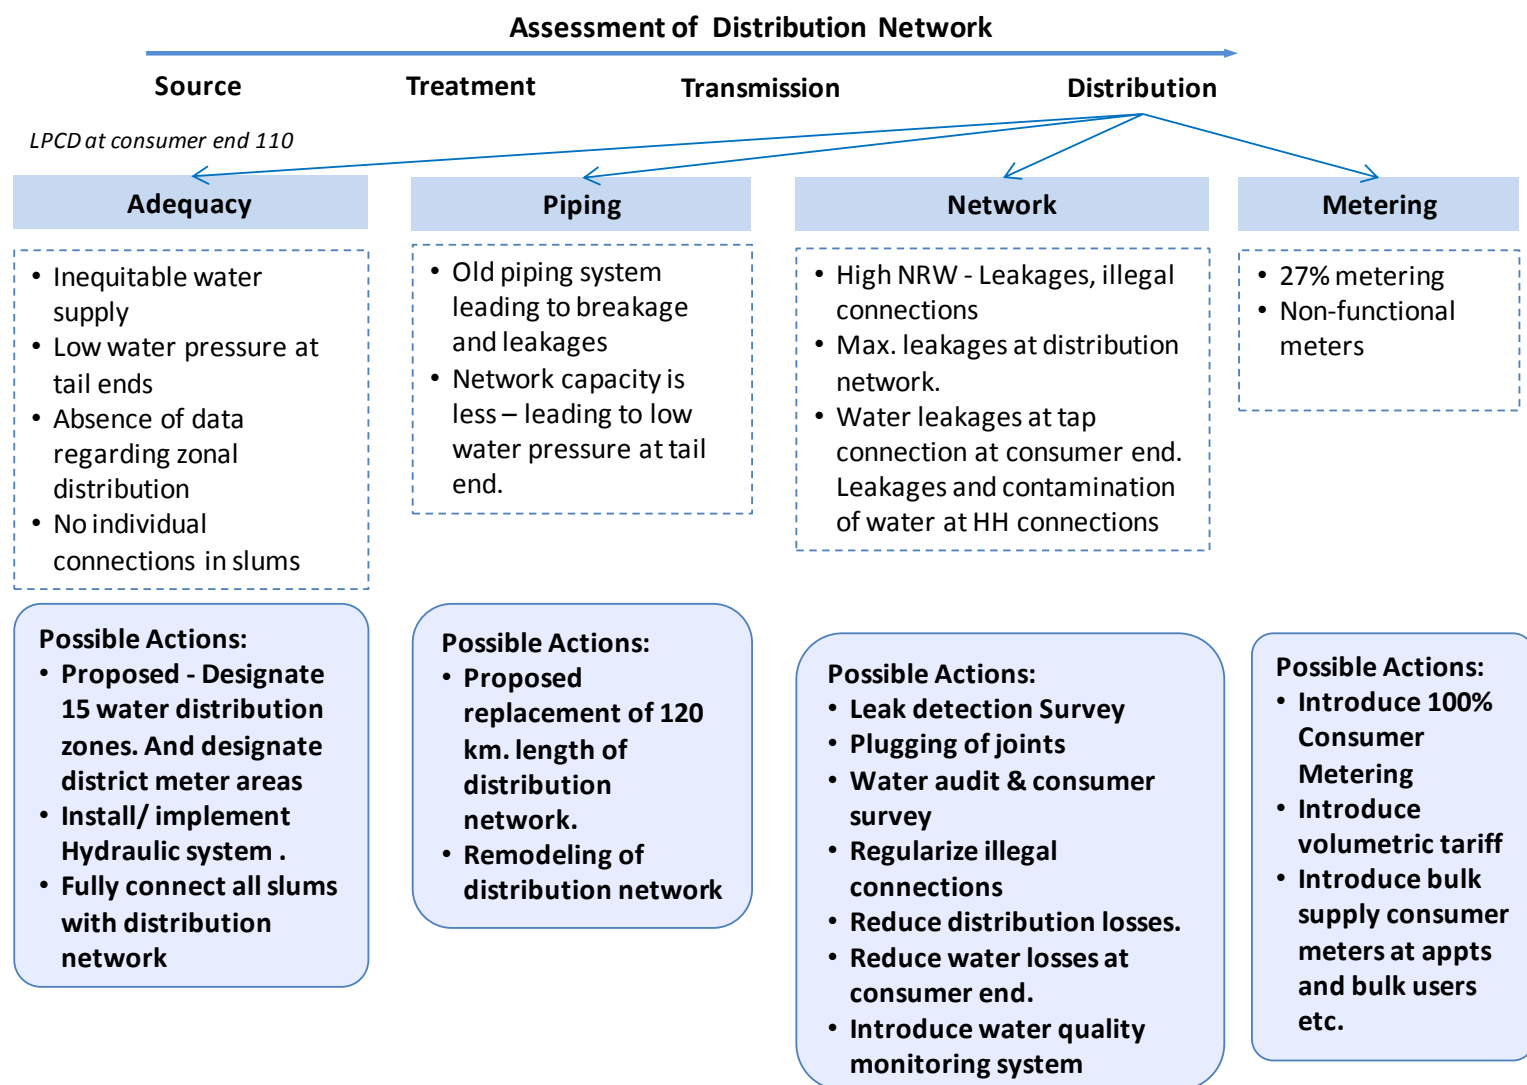 Assessment of Distribution Network
Source
Treatment
Transmission
Distribution
LPCD at consumer end 110
Adequacy
• Inequitable water
supply
• Low water pressure at
tail ends
• Absence of data
regarding zonal
distribution
• No individual
connections in slums
Possible Actions:
• Proposed - Designate
15 water distribution
zones. And designate
district meter areas
• Install/ implement
Hydraulic system .
• Fully connect all slums
with distribution
network
Piping
• Old piping system
leading to breakage
and leakages
• Network capacity is
less – leading to low
water pressure at tail
end.
Possible Actions:
• Proposed
replacement of 120
km. length of
distribution
network.
• Remodeling of
distribution network
Network
• High NRW - Leakages, illegal
connections
• Max. leakages at distribution
network.
• Water leakages at tap
connection at consumer end.
Leakages and contamination
of water at HH connections
Possible Actions:
• Leak detection Survey
• Plugging of joints
• Water audit & consumer
survey
• Regularize illegal
connections
• Reduce distribution losses.
• Reduce water losses at
consumer end.
• Introduce water quality
monitoring system
Metering
• 27% metering
• Non-functional
meters
Possible Actions:
• Introduce 100%
Consumer
Metering
• Introduce
volumetric tariff
• Introduce bulk
supply consumer
meters at appts
and bulk users
etc.